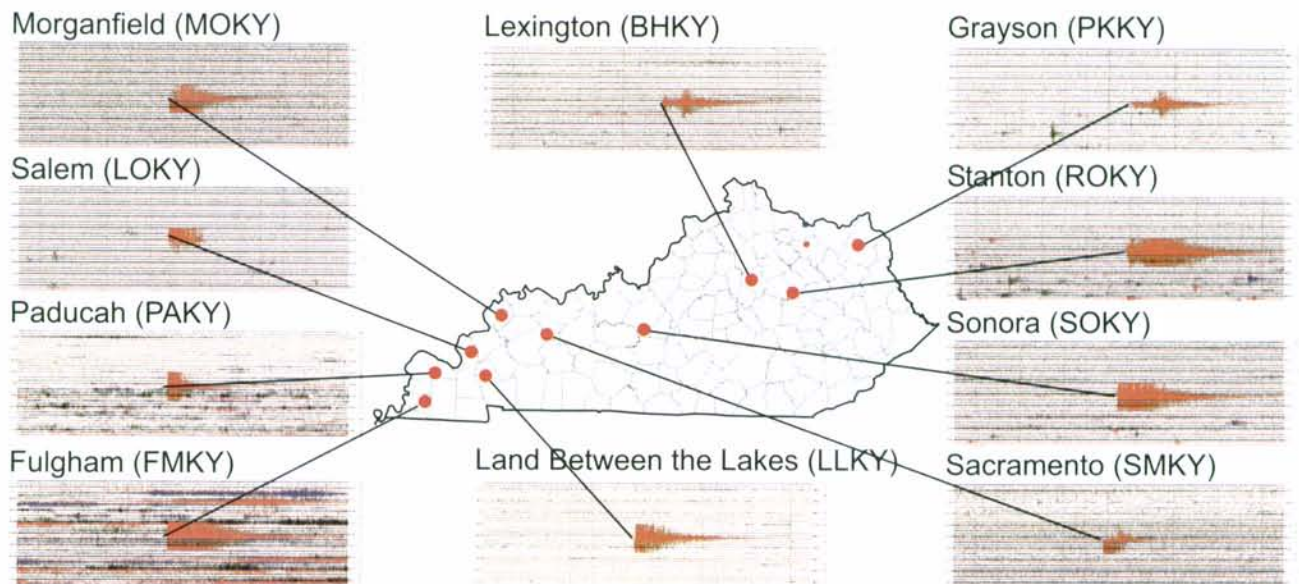 Morganfield (MOKY)
Lexington (BHKY)
Grayson (PKKY)
Salem (LOKY)
Stanton (ROKY)
Paducah (PAKY)
Sonora (SOKY)
Fulgham (FMKY)
Land Between the Lakes (LLKY)
Sacramento (SMKY)